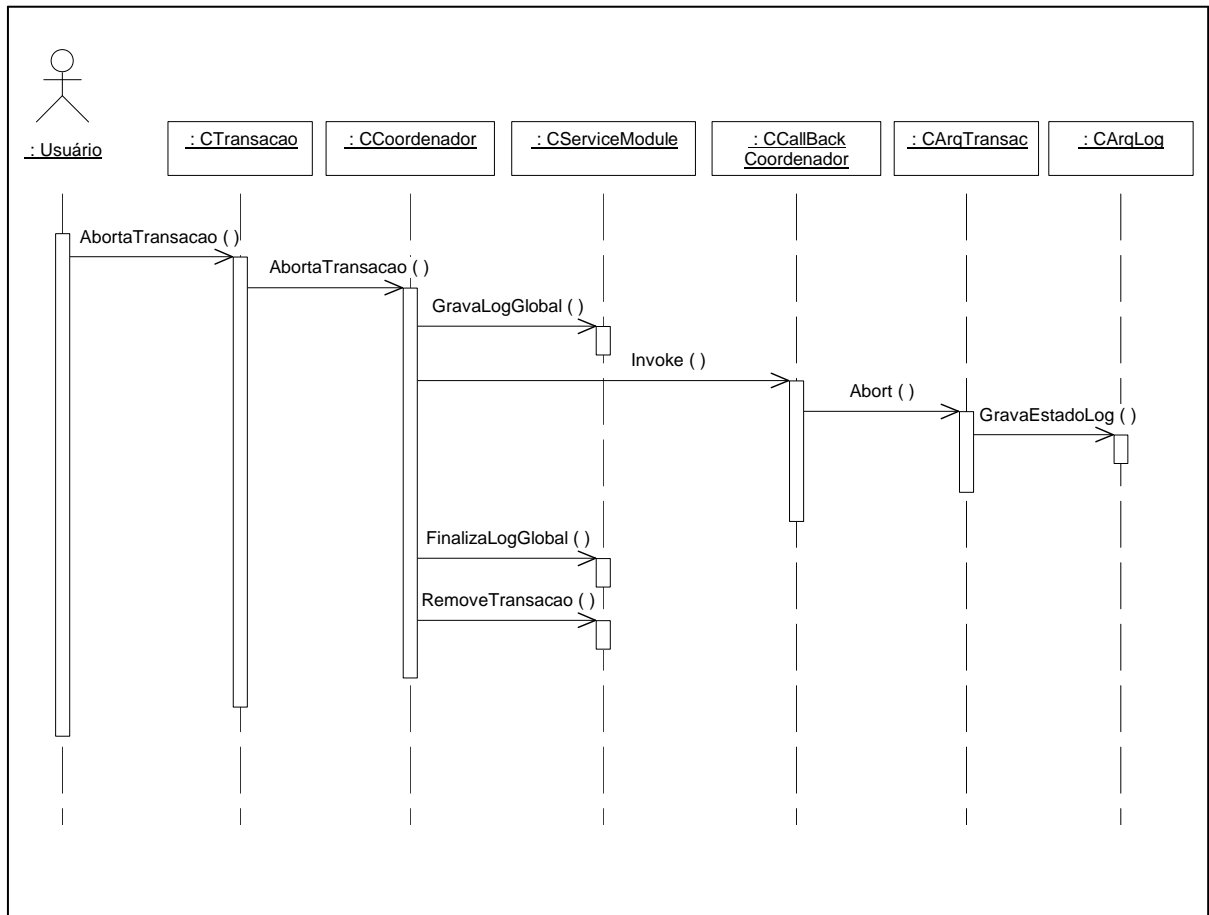 : Usuário
: CTransacao
: CCoordenador
: CServiceModule
: CCallBack
Coordenador
: CArqTransac
: CArqLog
AbortaTransacao ( )
AbortaTransacao ( )
GravaLogGlobal ( )
Invoke ( )
Abort ( )
GravaEstadoLog ( )
FinalizaLogGlobal ( )
RemoveTransacao ( )